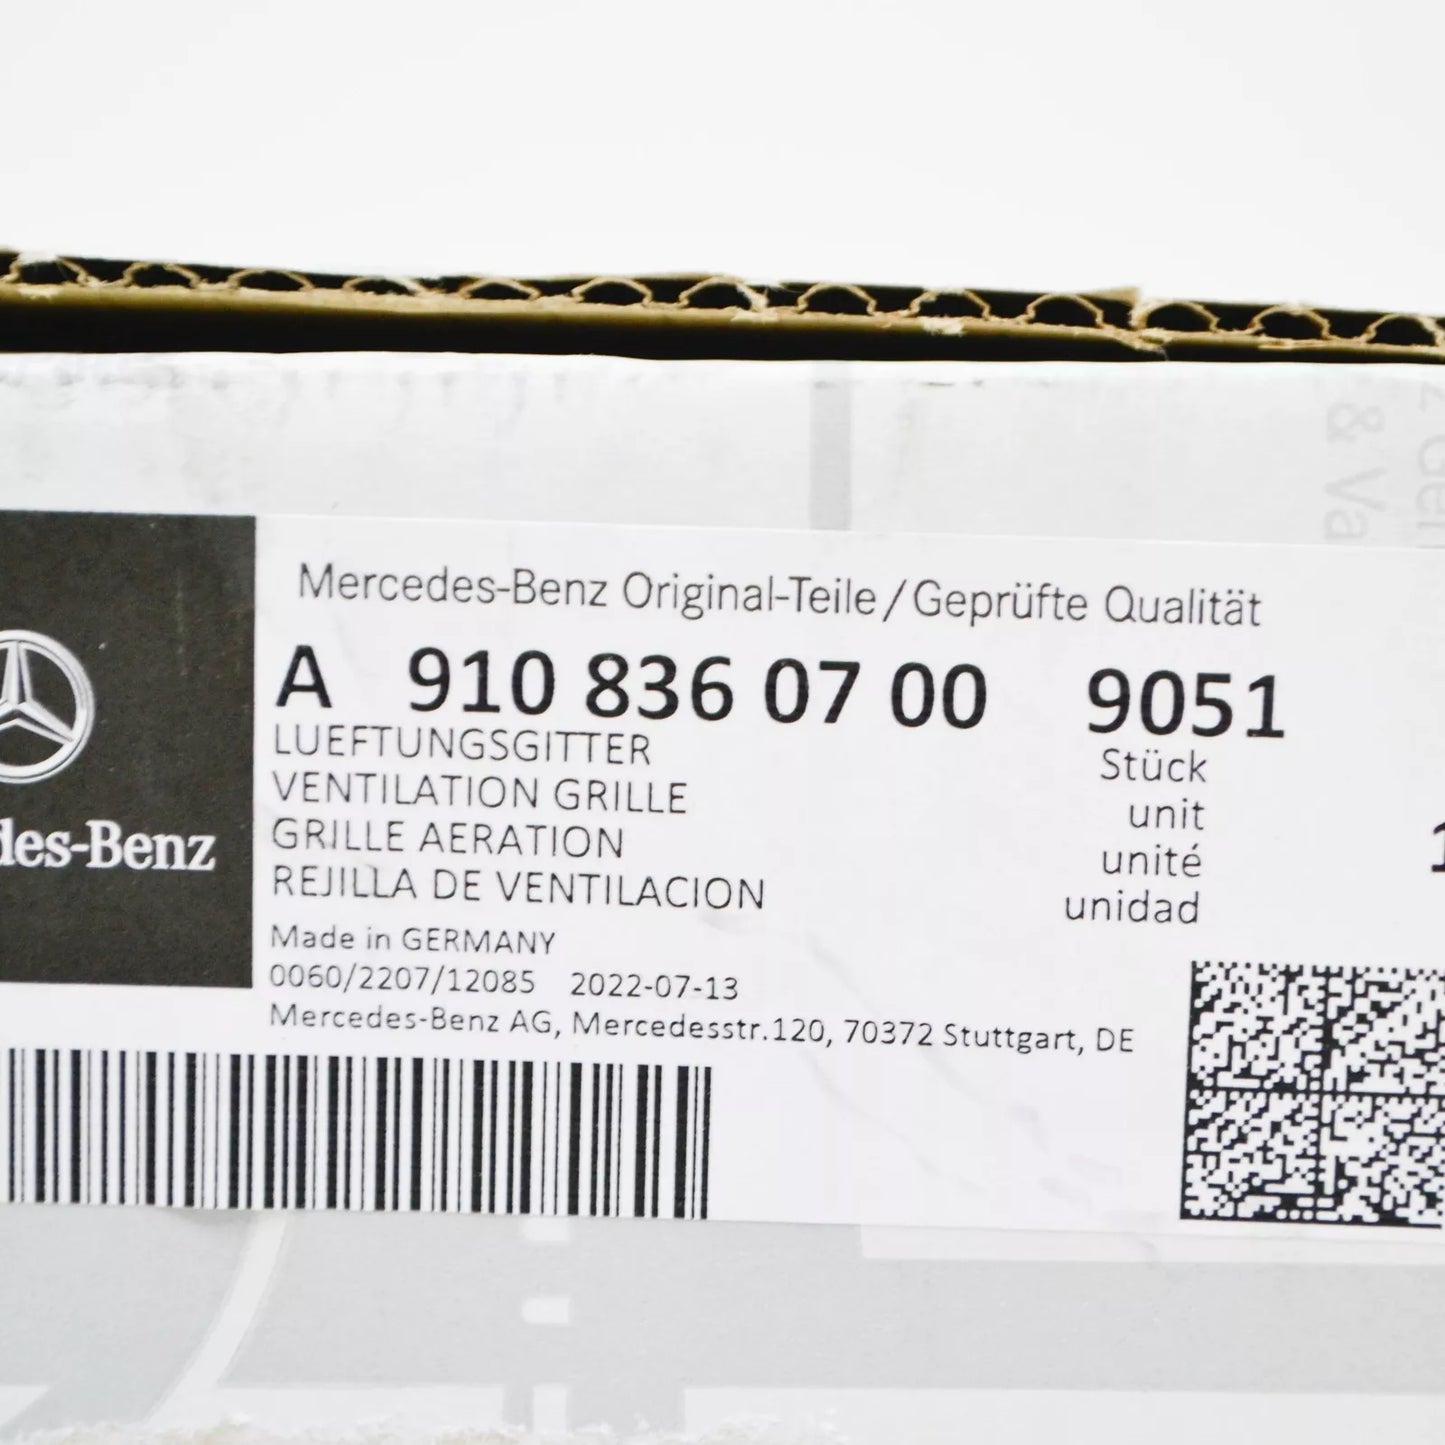 Mercedes-Benz Original-Teile/Geprüfte Qualität
A 910 836 07 00 9051
LUEFTUNGSGITTER
VENTILATION GRILLE
GRILLE AERATION
REJILLA DE VENTILACION
Stück
unit
unité
unidad
1
Made in GERMANY
0060/2207/12085 2022-07-13
Mercedes-Benz AG, Mercedesstr.120, 70372 Stuttgart, DE
des-Benz
& Va